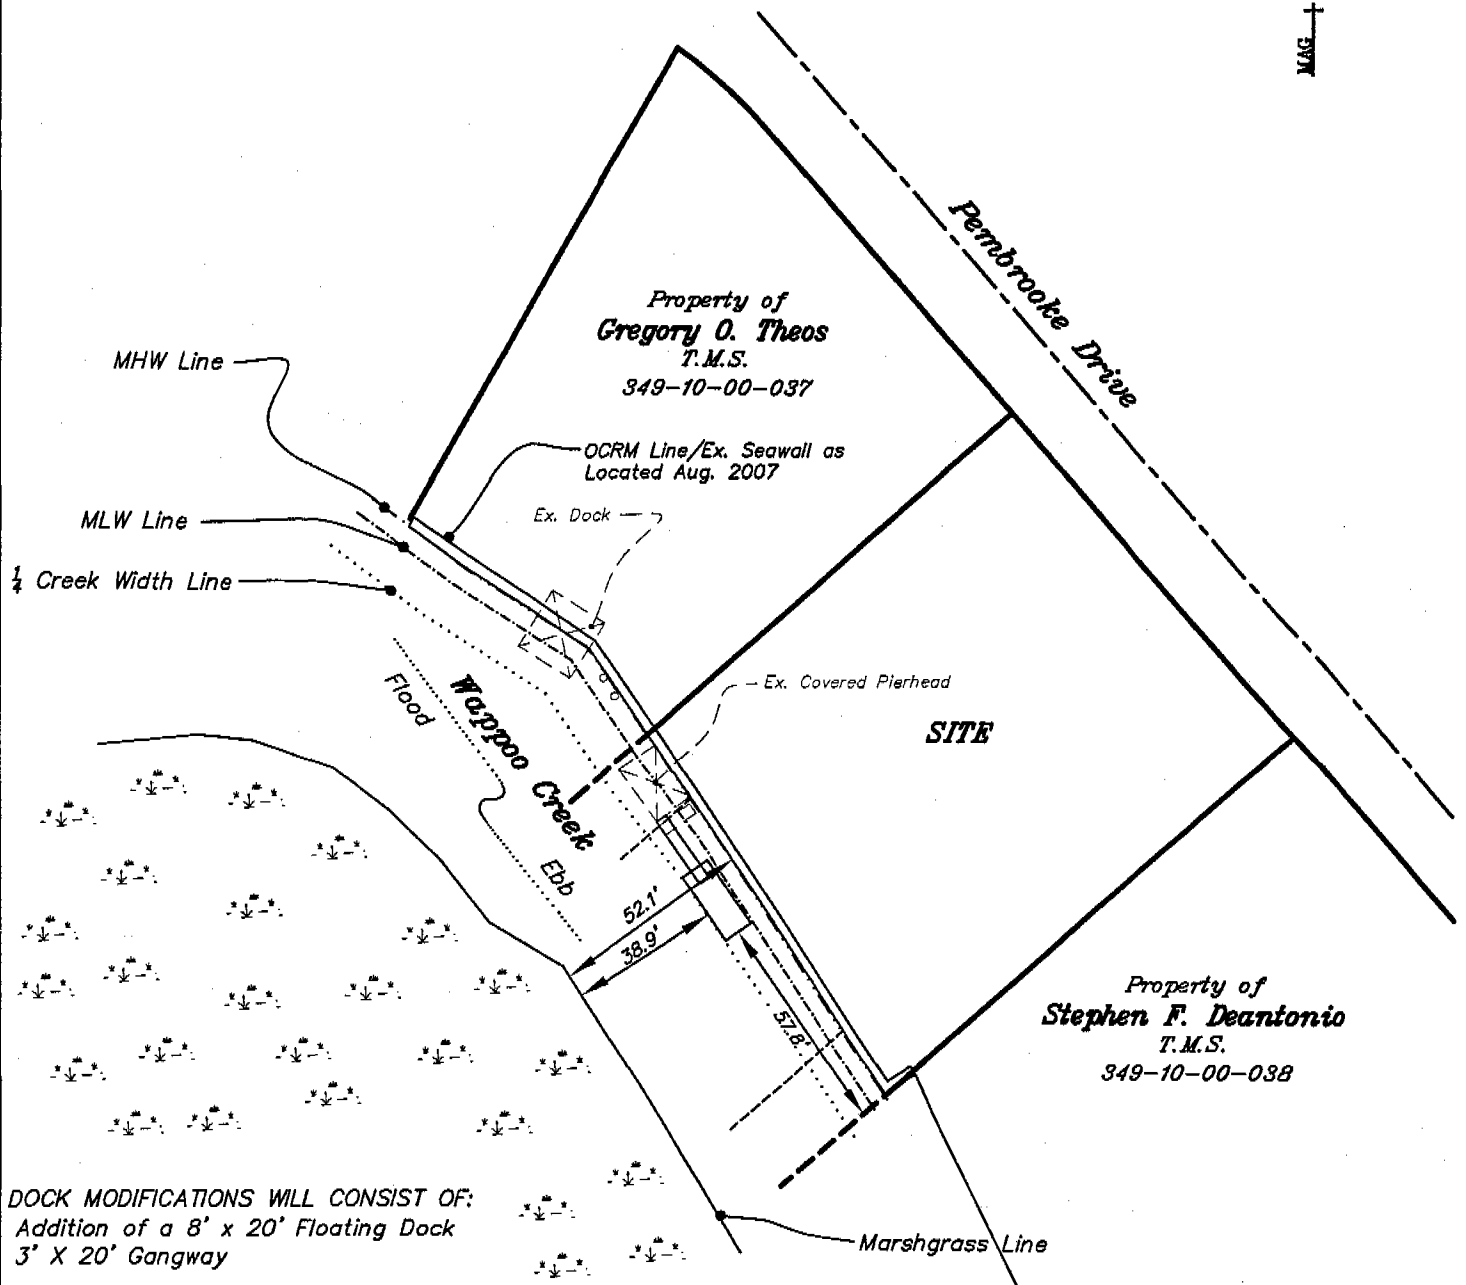 MAG
Pembrooke Drive
Property of
Gregory O. Theos
T.M.S.
349-10-00-037
MHW Line
OCRM Line/Ex. Seawall as
Located Aug. 2007
MLW Line
Ex. Dock
1/4 Creek Width Line
Flood
Wappoo Creek
Ebb
Ex. Covered Pierhead
SITE
52.1'
38.9'
57.8'
Property of
Stephen F. Deantonio
T.M.S.
349-10-00-038
DOCK MODIFICATIONS WILL CONSIST OF:
Addition of a 8' x 20' Floating Dock
3' X 20' Gangway
Marshgrass Line